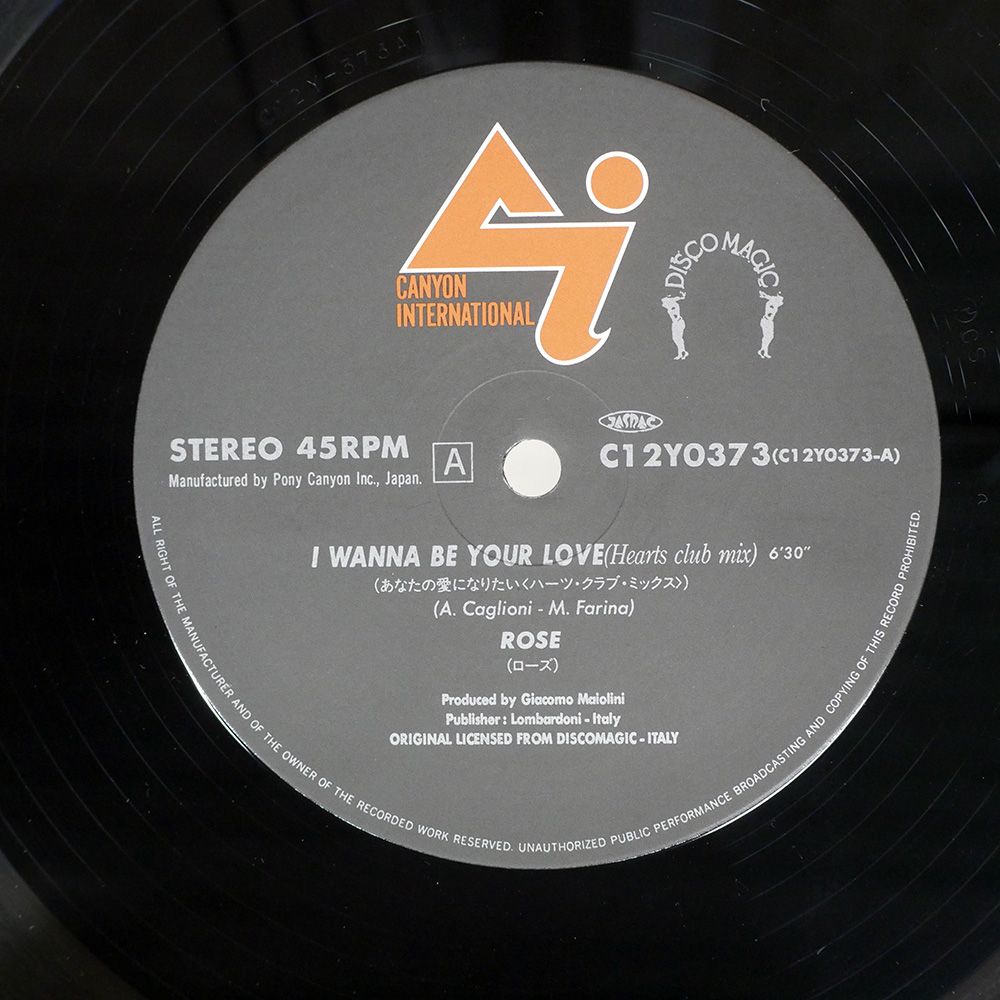 C12Y-373A1
DISCO MAGIC
CANYON
INTERNATIONAL
JASRAC
STEREO 45RPM A C12Y0373(C12Y0373-A)
Manufactured by Pony Canyon Inc., Japan.
I WANNA BE YOUR LOVE(Hearts club mix) 6'30"
(あなたの愛になりたい〈ハーツ・クラブ・ミックス〉)
(A. Caglioni - M. Farina)
ROSE
(ローズ)
Produced by Giacomo Maiolini
Publisher : Lombardoni - Italy
ORIGINAL LICENSED FROM DISCOMAGIC - ITALY
ALL RIGHT OF THE MANUFACTURER AND OF THE OWNER OF THE RECORDED WORK RESERVED. UNAUTHORIZED PUBLIC PERFORMANCE BROADCASTING AND COPYING OF THIS RECORD PROHIBITED.